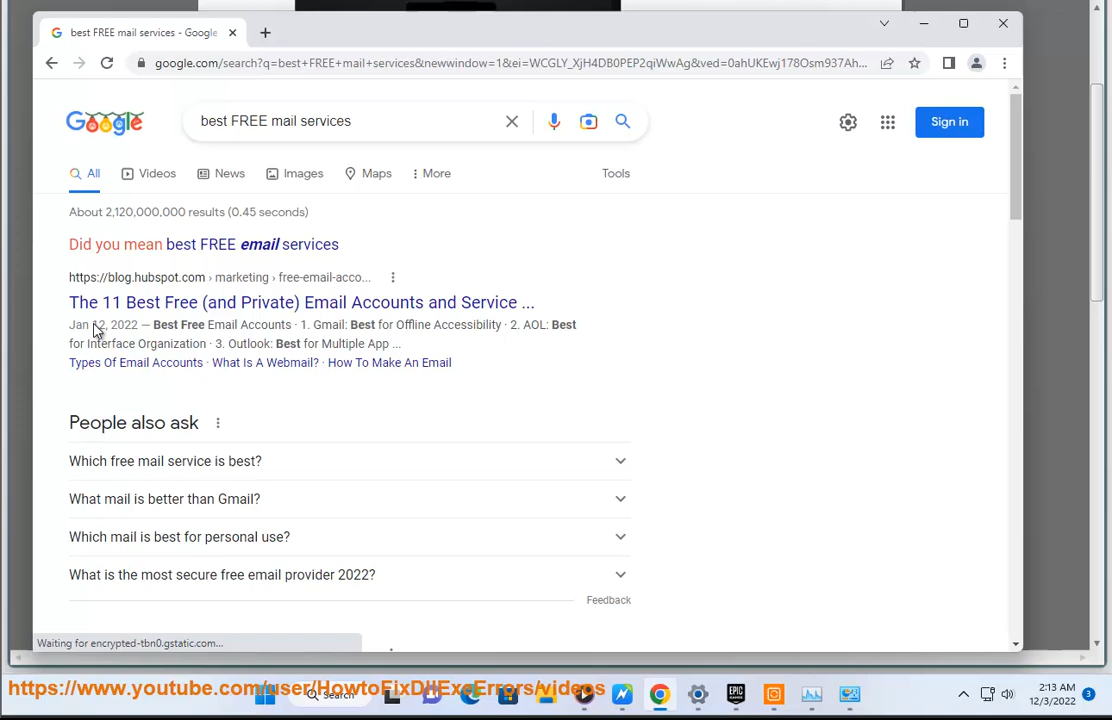 best FREE mail services - Google
google.com/search?q=best+FREE+mail+services&newwindow=1&ei=WCGLY_XjH4DB0PEP2qiWwAg&ved=0ahUKEwj178Osm937Ah...
Google
best FREE mail services
Sign in
All Videos News Images Maps More Tools
About 2,120,000,000 results (0.45 seconds)
Did you mean best FREE email services
https://blog.hubspot.com › marketing › free-email-acco...
The 11 Best Free (and Private) Email Accounts and Service ...
Jan 12, 2022 — Best Free Email Accounts · 1. Gmail: Best for Offline Accessibility · 2. AOL: Best
for Interface Organization · 3. Outlook: Best for Multiple App ...
Types Of Email Accounts · What Is A Webmail? · How To Make An Email
People also ask
Which free mail service is best?
What mail is better than Gmail?
Which mail is best for personal use?
What is the most secure free email provider 2022?
Feedback
Waiting for encrypted-tbn0.gstatic.com...
https://www.youtube.com/user/HowtoFixDllExeErrors/videos
Search
EPIC
GAMES
2:13 AM
12/3/2022
3